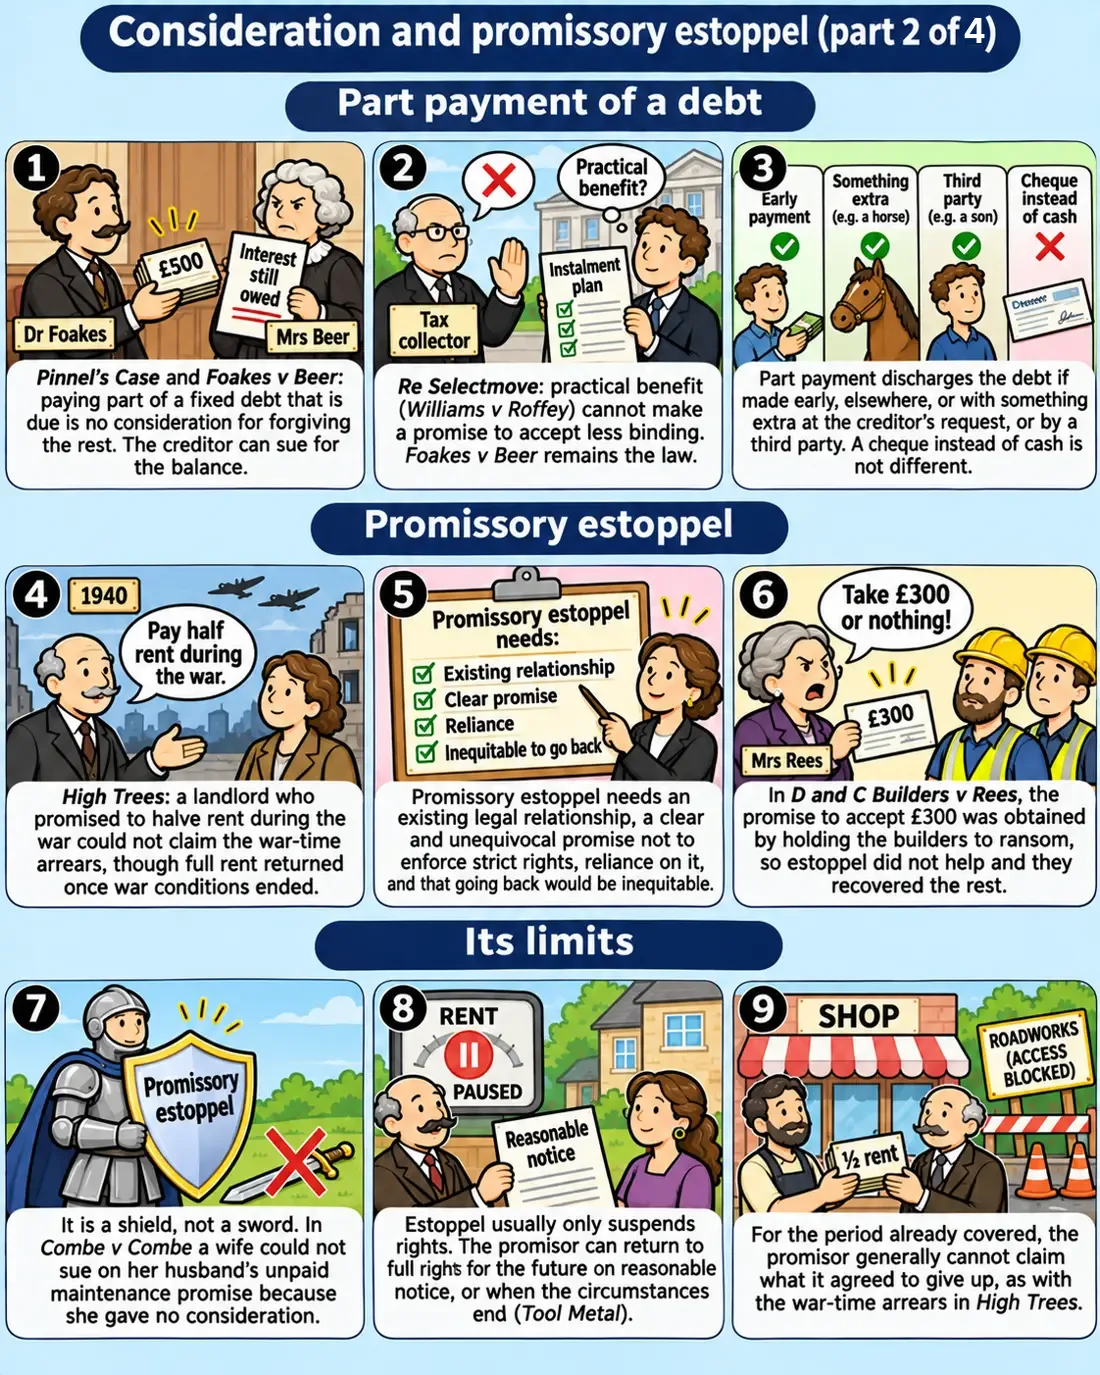 Consideration and promissory estoppel (part 2 of 4)
Part payment of a debt
1
£500
Interest
still
owed
Dr Foakes
Mrs Beer
Pinnel's Case and Foakes v Beer:
paying part of a fixed debt that is
due is no consideration for forgiving
the rest. The creditor can sue for
the balance.
2
Practical
benefit?
Instalment
plan
Tax
collector
Re Selectmove: practical benefit
(Williams v Roffey) cannot make
a promise to accept less binding.
Foakes v Beer remains the law.
3
Early
payment
Something
extra
(e.g. a horse)
Third
party
(e.g. a son)
Cheque
instead
of cash
Part payment discharges the debt if
made early, elsewhere, or with something
extra at the creditor's request, or by a
third party. A cheque instead of cash is
not different.
Promissory estoppel
4
1940
Pay half
rent during
the war.
High Trees: a landlord who
promised to halve rent during the
war could not claim the war-time
arrears, though full rent returned
once war conditions ended.
5
Promissory estoppel
needs:
Existing relationship
Clear promise
Reliance
Inequitable to go back
Promissory estoppel needs an
existing legal relationship, a clear
and unequivocal promise not to
enforce strict rights, reliance on it,
and that going back would be inequitable.
6
Take £300
or nothing!
£300
Mrs Rees
In D and C Builders v Rees, the
promise to accept £300 was obtained
by holding the builders to ransom,
so estoppel did not help and they
recovered the rest.
Its limits
7
Promissory
estoppel
It is a shield, not a sword. In
Combe v Combe a wife could not
sue on her husband's unpaid
maintenance promise because
she gave no consideration.
8
RENT
PAUSED
Reasonable
notice
Estoppel usually only suspends
rights. The promisor can return to
full rights for the future on reasonable
notice, or when the circumstances
end (Tool Metal).
9
SHOP
ROADWORKS
(ACCESS
BLOCKED)
½ rent
For the period already covered, the
promisor generally cannot claim
what it agreed to give up, as with
the war-time arrears in High Trees.